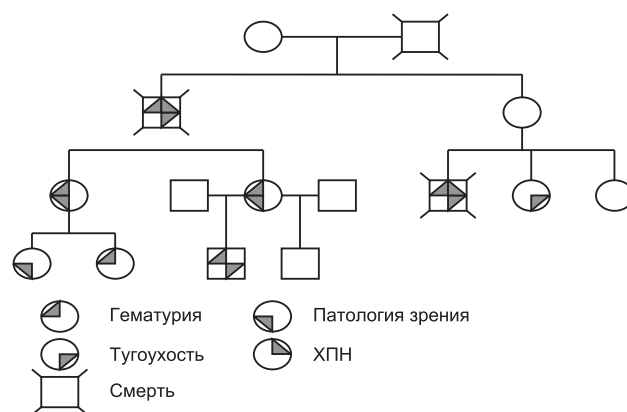 Гематурия
Патология зрения
Тугоухость
ХПН
Смерть